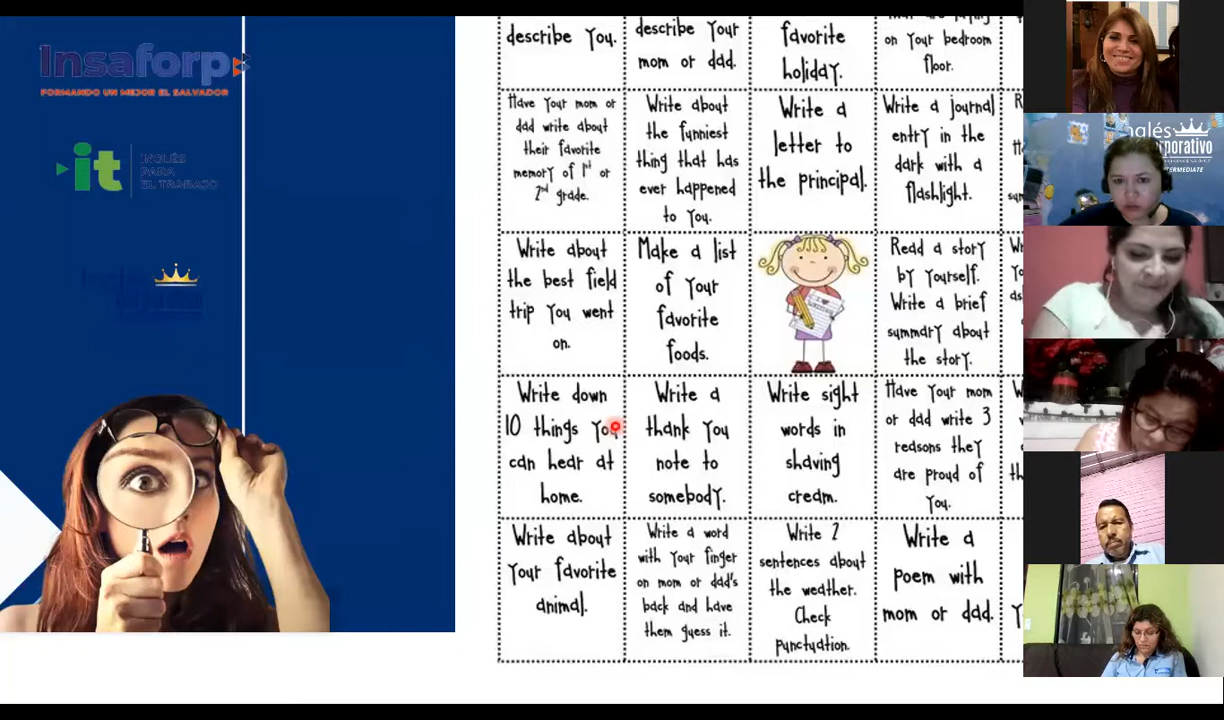 Insaforp
FORMANDO UN MEJOR EL SALVADOR
it
INGLÉS
PARA
EL TRABAJO
describe you.
describe your
mom or dad.
favorite
holiday.
on your bedroom
floor.
Have your mom or
dad write about
their favorite
memory of 1st or
2nd grade.
Write about
the funniest
thing that has
ever happened
to you.
Write a
letter to
the principal.
Write a journal
entry in the
dark with a
flashlight.
Write about
the best field
trip you went
on.
Make a list
of your
favorite
foods.
Read a story
by yourself.
Write a brief
summary about
the story.
Write down
10 things you
can hear at
home.
Write a
thank you
note to
somebody.
Write sight
words in
shaving
cream.
Have your mom
or dad write 3
reasons they
are proud of
you.
Write about
your favorite
animal.
Write a word
with your finger
on mom or dad's
back and have
them guess it.
Write 2
sentences about
the weather.
Check
punctuation.
Write a
poem with
mom or dad.